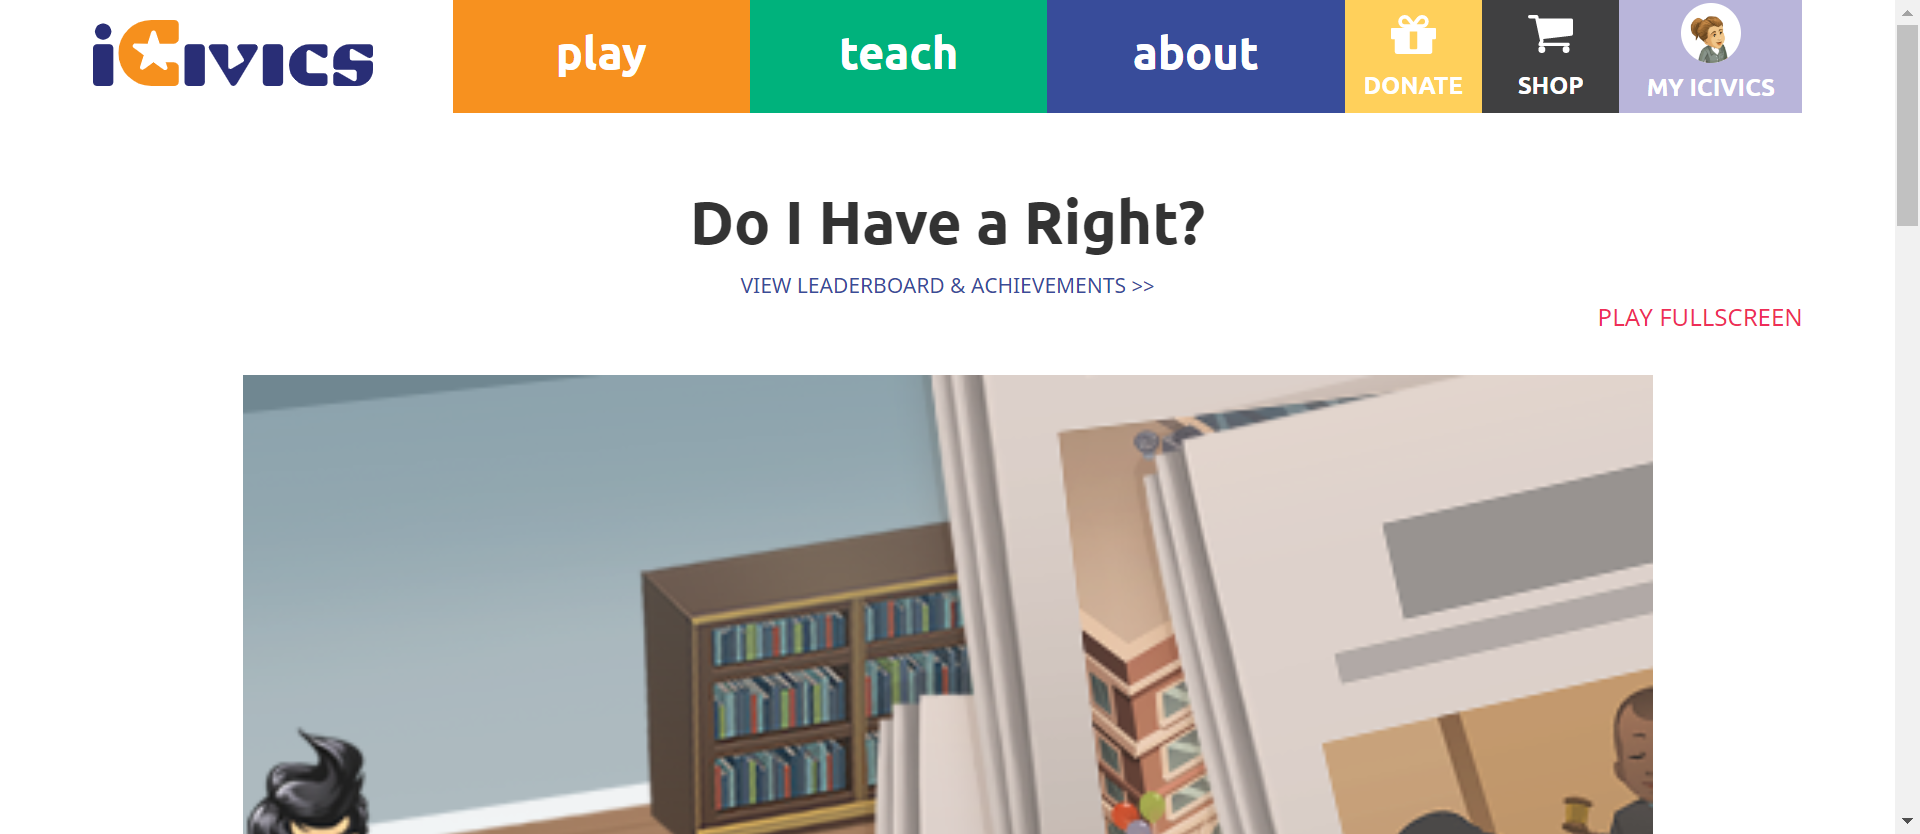 iCivics
play
teach
about
DONATE
SHOP
MY ICIVICS
Do I Have a Right?
VIEW LEADERBOARD & ACHIEVEMENTS >>
PLAY FULLSCREEN